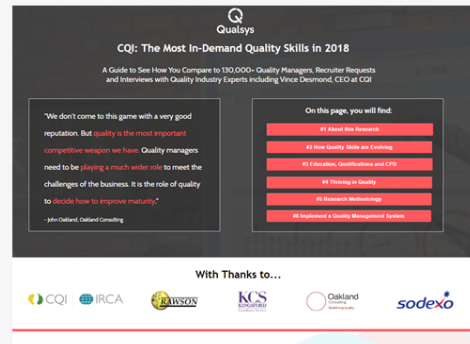 Qualsys
CQI: The Most In-Demand Quality Skills in 2018
A Guide to See How You Compare to 130,000+ Quality Managers, Recruiter Requests
and Interviews with Quality Industry Experts including Vince Desmond, CEO at CQI
"We don't come to this game with a very good
reputation. But quality is the most important
competitive weapon we have. Quality managers
need to be playing a much wider role to meet the
challenges of the business. It is the role of quality
to decide how to improve maturity."
- John Oakland, Oakland Consulting
On this page, you will find:
#1 About this Research
#2 How Quality Skills are Evolving
#3 Education, Qualifications and CPD
#4 Thriving in Quality
#5 Research Methodology
#6 Implement a Quality Management System
With Thanks to...
CQI IRCA
RAWSON
KCS
KINGSFORD
Oakland
Consulting
sodexo